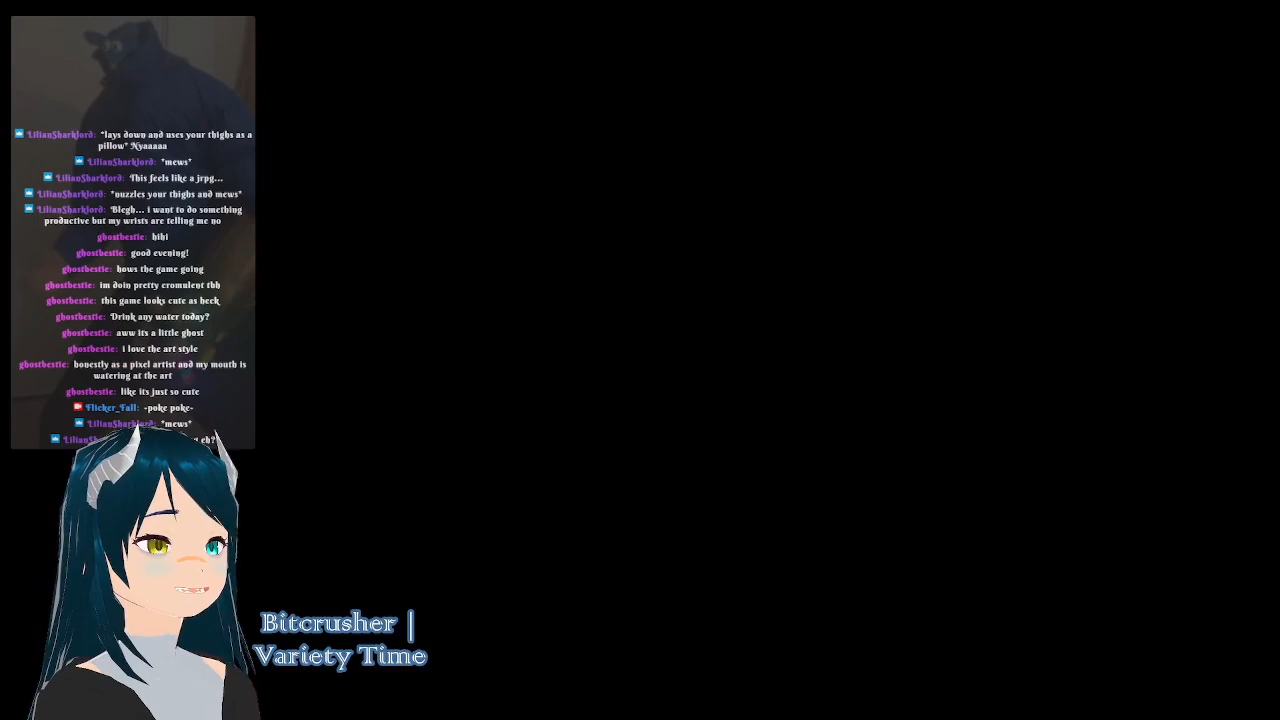 LilianSharklord: *lays down and uses your thighs as a
pillow* Nyaaaaa
LilianSharklord: *mews*
LilianSharklord: This feels like a jrpg...
LilianSharklord: *nuzzles your thighs and mews*
LilianSharklord: Blegh... i want to do something
productive but my wrists are telling me no
ghostbestie: hihi
ghostbestie: good evening!
ghostbestie: hows the game going
ghostbestie: im doin pretty cromulent tbh
ghostbestie: this game looks cute as heck
ghostbestie: Drink any water today?
ghostbestie: aww its a little ghost
ghostbestie: i love the art style
ghostbestie: honestly as a pixel artist and my mouth is
watering at the art
ghostbestie: like its just so cute
Flicker_Fall: -poke poke-
LilianSharklord: *mews*
eh?
Bitcrusher |
Variety Time